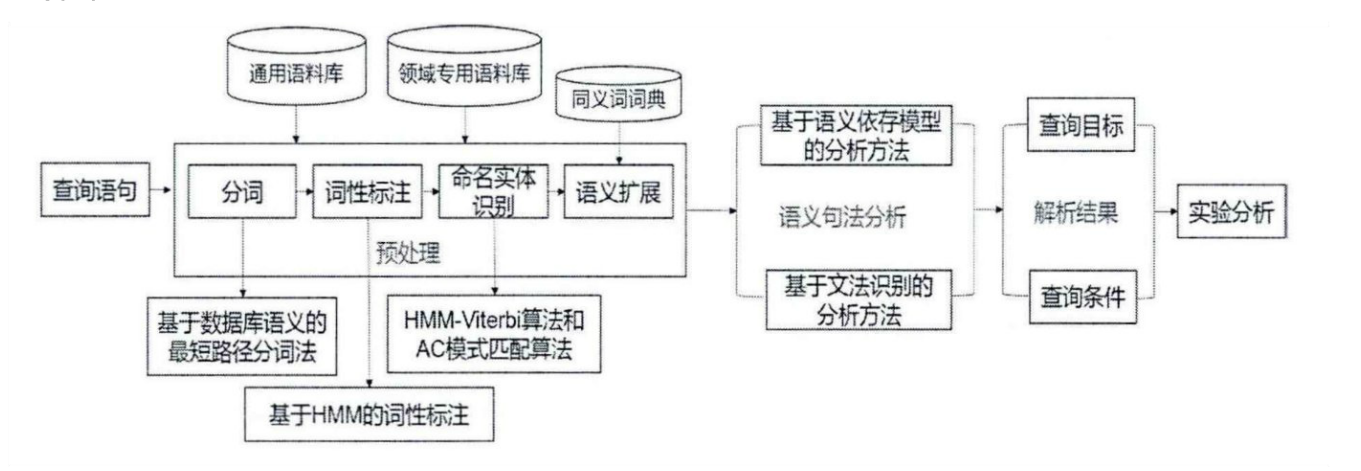 通用语料库
领域专用语料库
同义词词典
查询语句
分词
词性标注
命名实体
识别
语义扩展
预处理
基于数据库语义的
最短路径分词法
HMM-Viterbi算法和
AC模式匹配算法
基于HMM的词性标注
基于语义依存模型
的分析方法
语义句法分析
基于文法识别的
分析方法
查询目标
解析结果
查询条件
实验分析